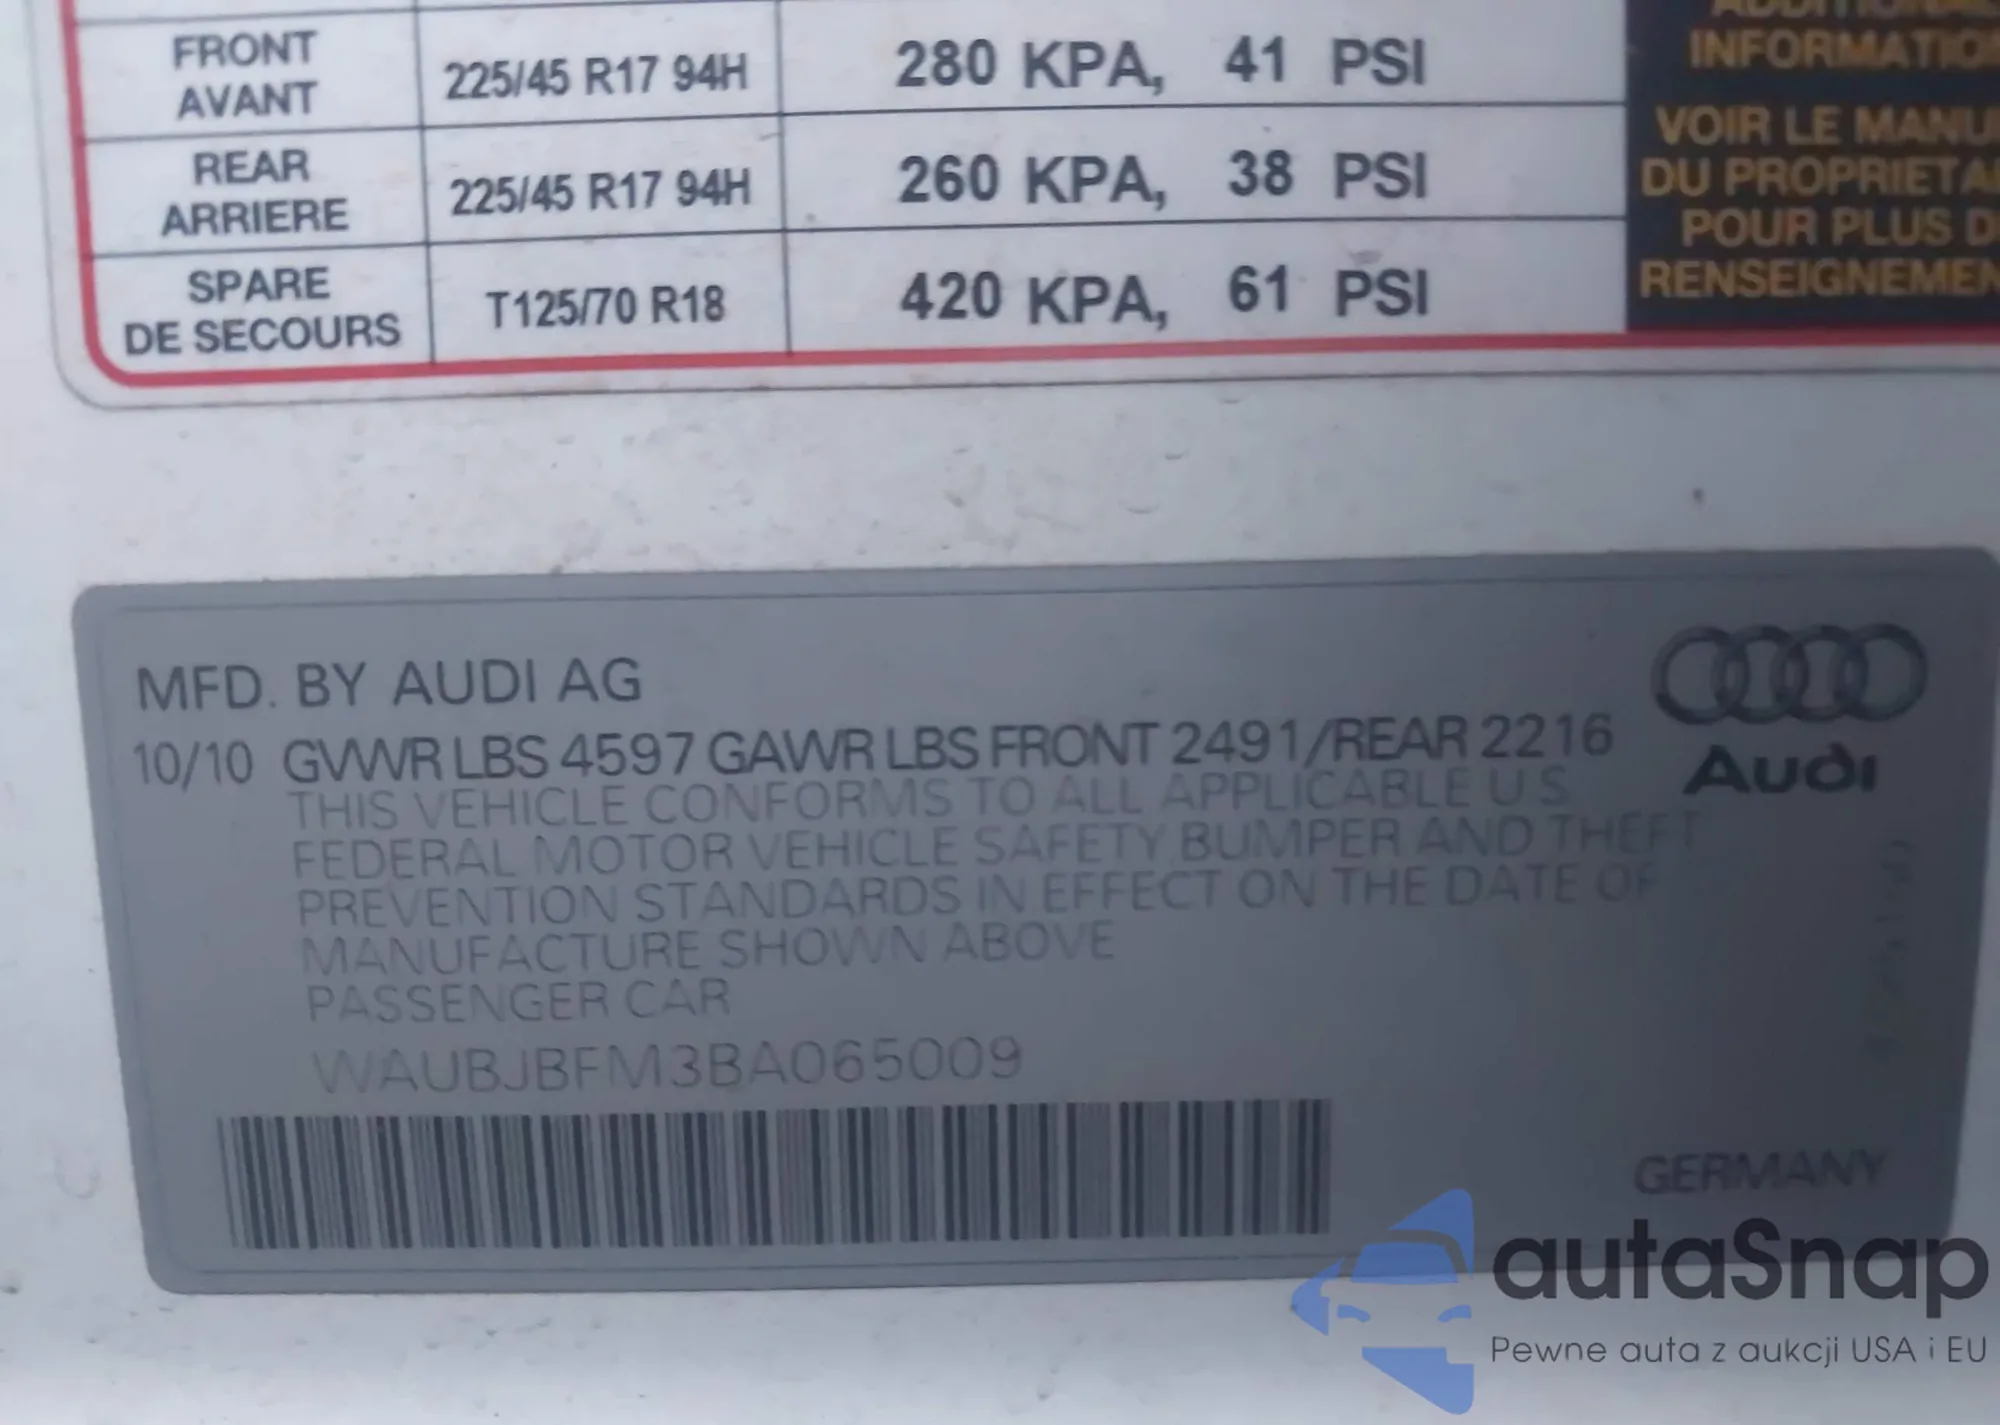 FRONT
AVANT
225/45 R17 94H
280 KPA, 41 PSI
REAR
ARRIERE
225/45 R17 94H
260 KPA, 38 PSI
SPARE
DE SECOURS
T125/70 R18
420 KPA, 61 PSI
INFORMATION
VOIR LE MANU
DU PROPRIETA
POUR PLUS D
RENSEIGNEMEN
MFD. BY AUDI AG
10/10 GVWR LBS 4597 GAWR LBS FRONT 2491/REAR 2216
THIS VEHICLE CONFORMS TO ALL APPLICABLE U S
FEDERAL MOTOR VEHICLE SAFETY BUMPER AND THEFT
PREVENTION STANDARDS IN EFFECT ON THE DATE OF
MANUFACTURE SHOWN ABOVE
PASSENGER CAR
WAUBJBFM3BA065009
Audi
GERMANY
autaSnap
Pewne auta z aukcji USA i EU